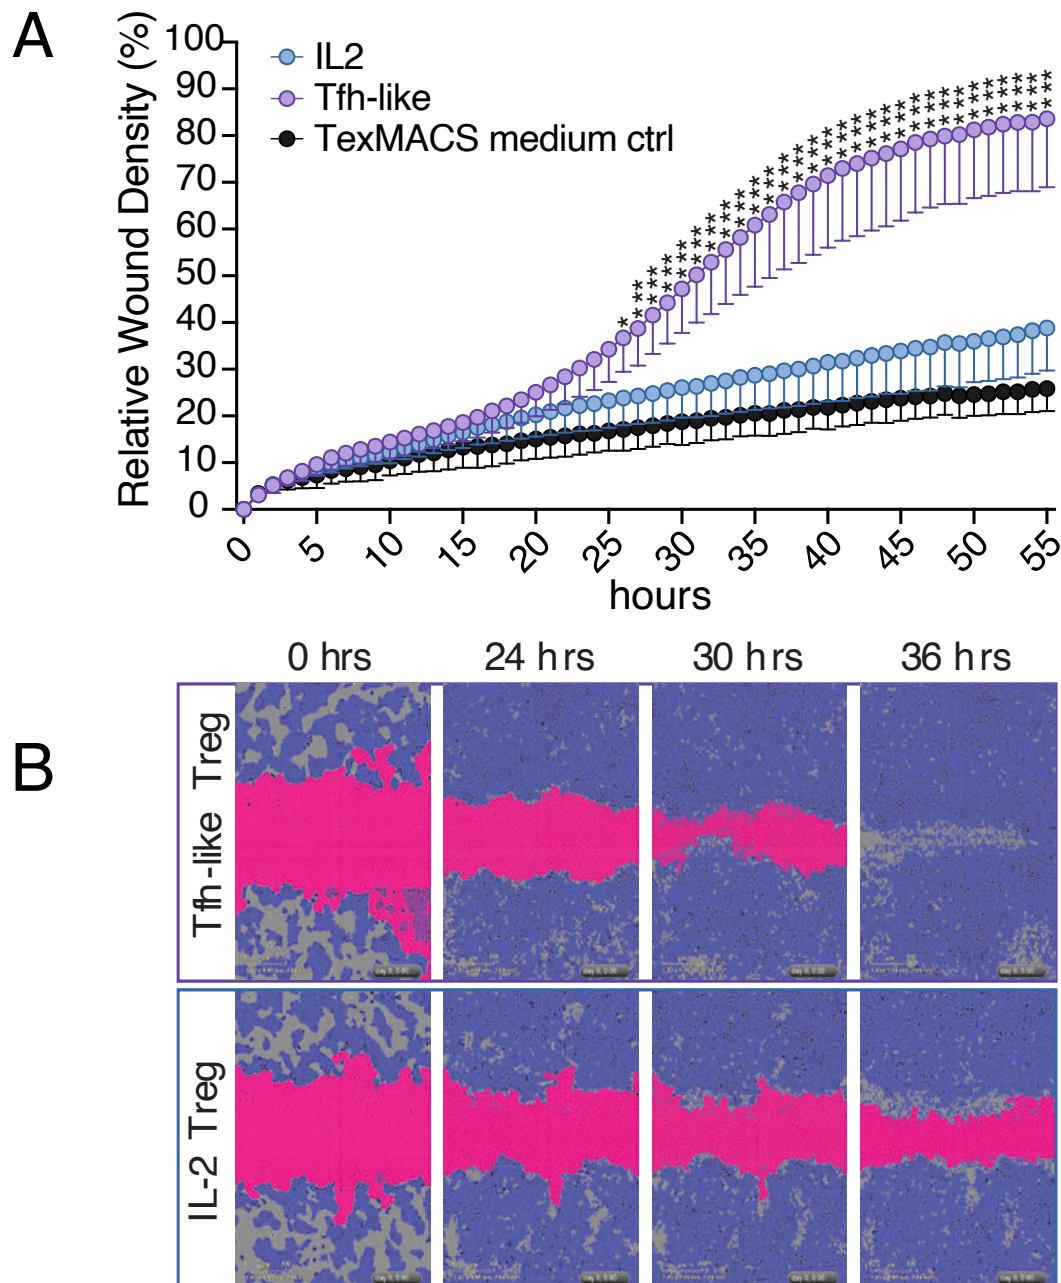 A
Relative Wound Density (%)
100
90
80
70
60
50
40
30
20
10
0
IL2
Tfh-like
TexMACS medium ctrl
* * * * * * * * * * * * * * * * * * * * * * * * * * * * * *
0 5 10 15 20 25 30 35 40 45 50 55
hours
B
0 hrs 24 hrs 30 hrs 36 hrs
Tfh-like Treg
IL-2 Treg